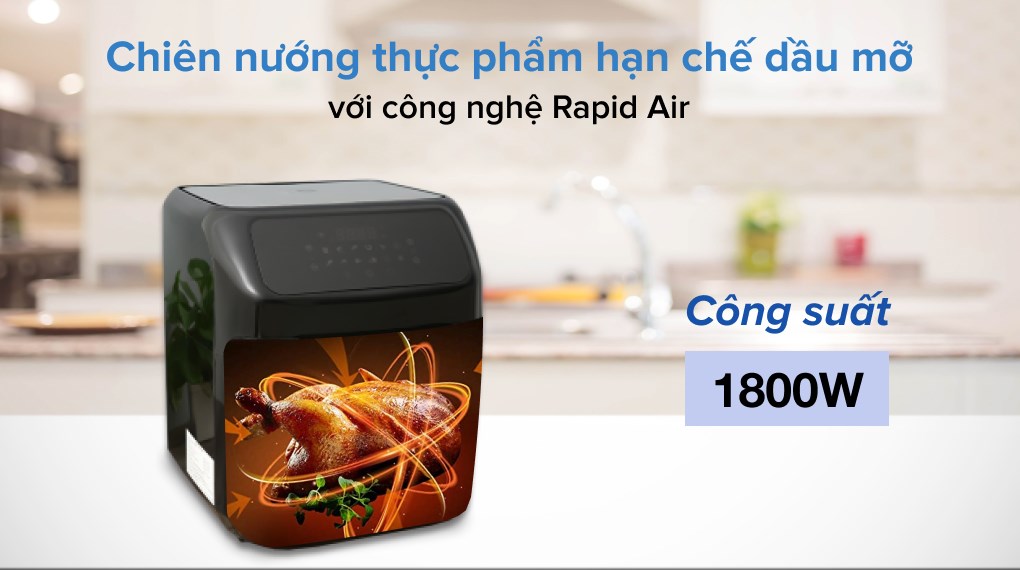 Chiên nướng thực phẩm hạn chế dầu mỡ
với công nghệ Rapid Air
Công suất
1800W